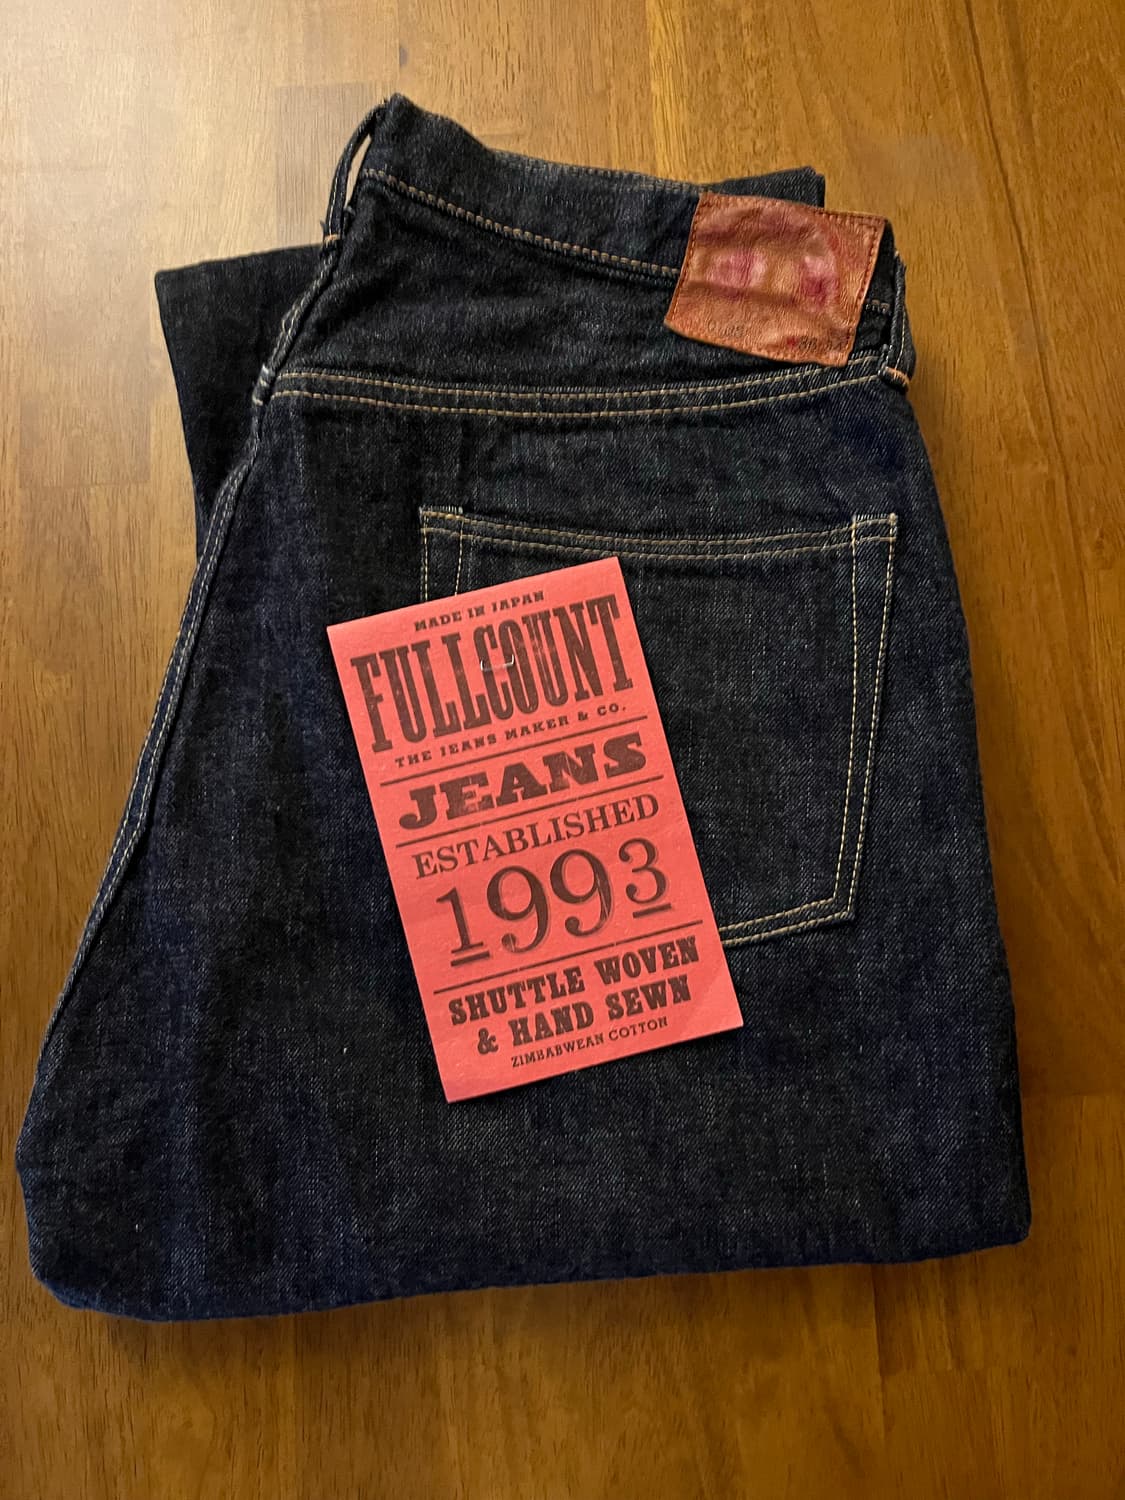 MADE IN JAPAN
FULLCOUNT
THE JEANS MAKER & CO.
JEANS
ESTABLISHED
1993
SHUTTLE WOVEN
& HAND SEWN
ZIMBABWEAN COTTON